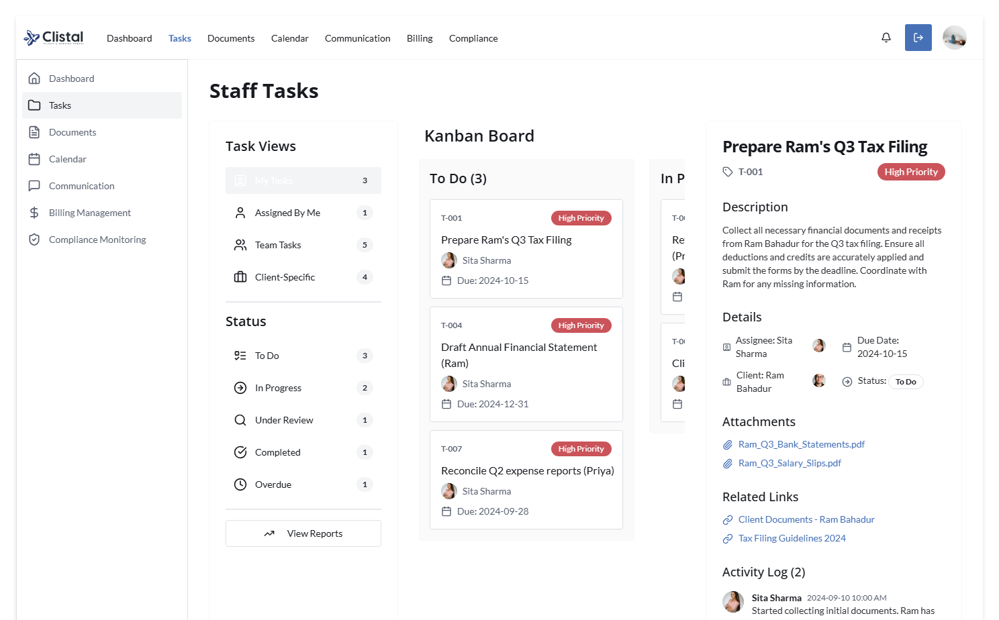 Clistal
Dashboard
Tasks
Documents
Calendar
Communication
Billing
Compliance
Dashboard
Tasks
Documents
Calendar
Communication
Billing Management
Compliance Monitoring
Staff Tasks
Task Views
My Tasks 3
Assigned By Me 1
Team Tasks 5
Client-Specific 4
Status
To Do 3
In Progress 2
Under Review 1
Completed 1
Overdue 1
View Reports
Kanban Board
To Do (3)
T-001 High Priority
Prepare Ram's Q3 Tax Filing
Sita Sharma
Due: 2024-10-15
T-004 High Priority
Draft Annual Financial Statement
(Ram)
Sita Sharma
Due: 2024-12-31
T-007 High Priority
Reconcile Q2 expense reports (Priya)
Sita Sharma
Due: 2024-09-28
In P
Prepare Ram's Q3 Tax Filing
T-001 High Priority
Description
Collect all necessary financial documents and receipts
from Ram Bahadur for the Q3 tax filing. Ensure all
deductions and credits are accurately applied and
submit the forms by the deadline. Coordinate with
Ram for any missing information.
Details
Assignee: Sita
Sharma
Due Date:
2024-10-15
Client: Ram
Bahadur
Status: To Do
Attachments
Ram_Q3_Bank_Statements.pdf
Ram_Q3_Salary_Slips.pdf
Related Links
Client Documents - Ram Bahadur
Tax Filing Guidelines 2024
Activity Log (2)
Sita Sharma 2024-09-10 10:00 AM
Started collecting initial documents. Ram has